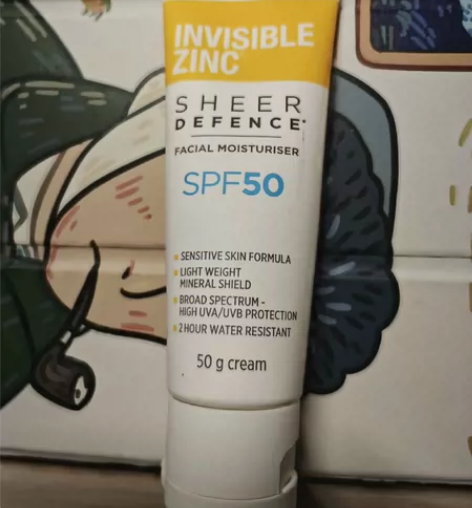 INVISIBLE
ZINC
SHEER
DEFENCE
FACIAL MOISTURISER
SPF50
SENSITIVE SKIN FORMULA
LIGHT WEIGHT
MINERAL SHIELD
BROAD SPECTRUM -
HIGH UVA/UVB PROTECTION
2 HOUR WATER RESISTANT
50 g cream